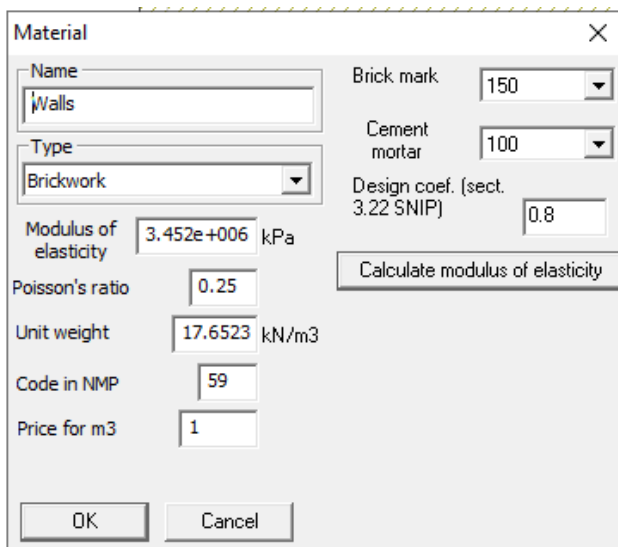 Material
Name
Walls
Type
Brickwork
Modulus of
elasticity
3.452e+006 kPa
Poisson's ratio
0.25
Unit weight
17.6523 kN/m3
Code in NMP
59
Price for m3
1
OK
Cancel
Brick mark
150
Cement
mortar
100
Design coef. (sect.
3.22 SNIP)
0.8
Calculate modulus of elasticity